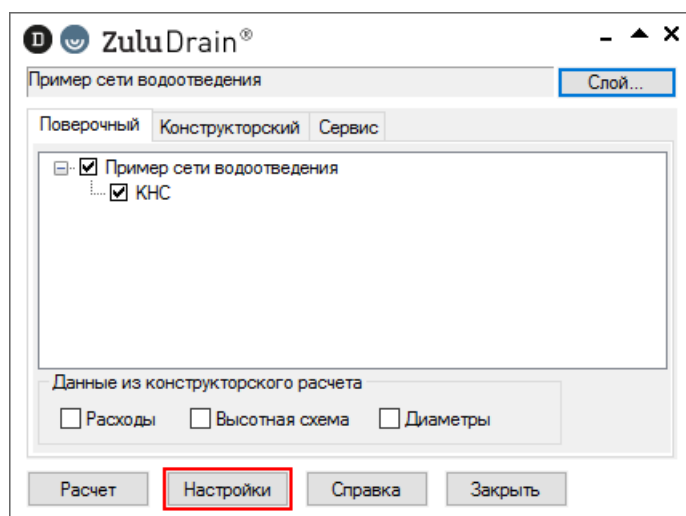 ZuluDrain®
Пример сети водоотведения Слой...
Поверочный Конструкторский Сервис
Пример сети водоотведения
КНС
Данные из конструкторского расчета
Расходы Высотная схема Диаметры
Расчет Настройки Справка Закрыть